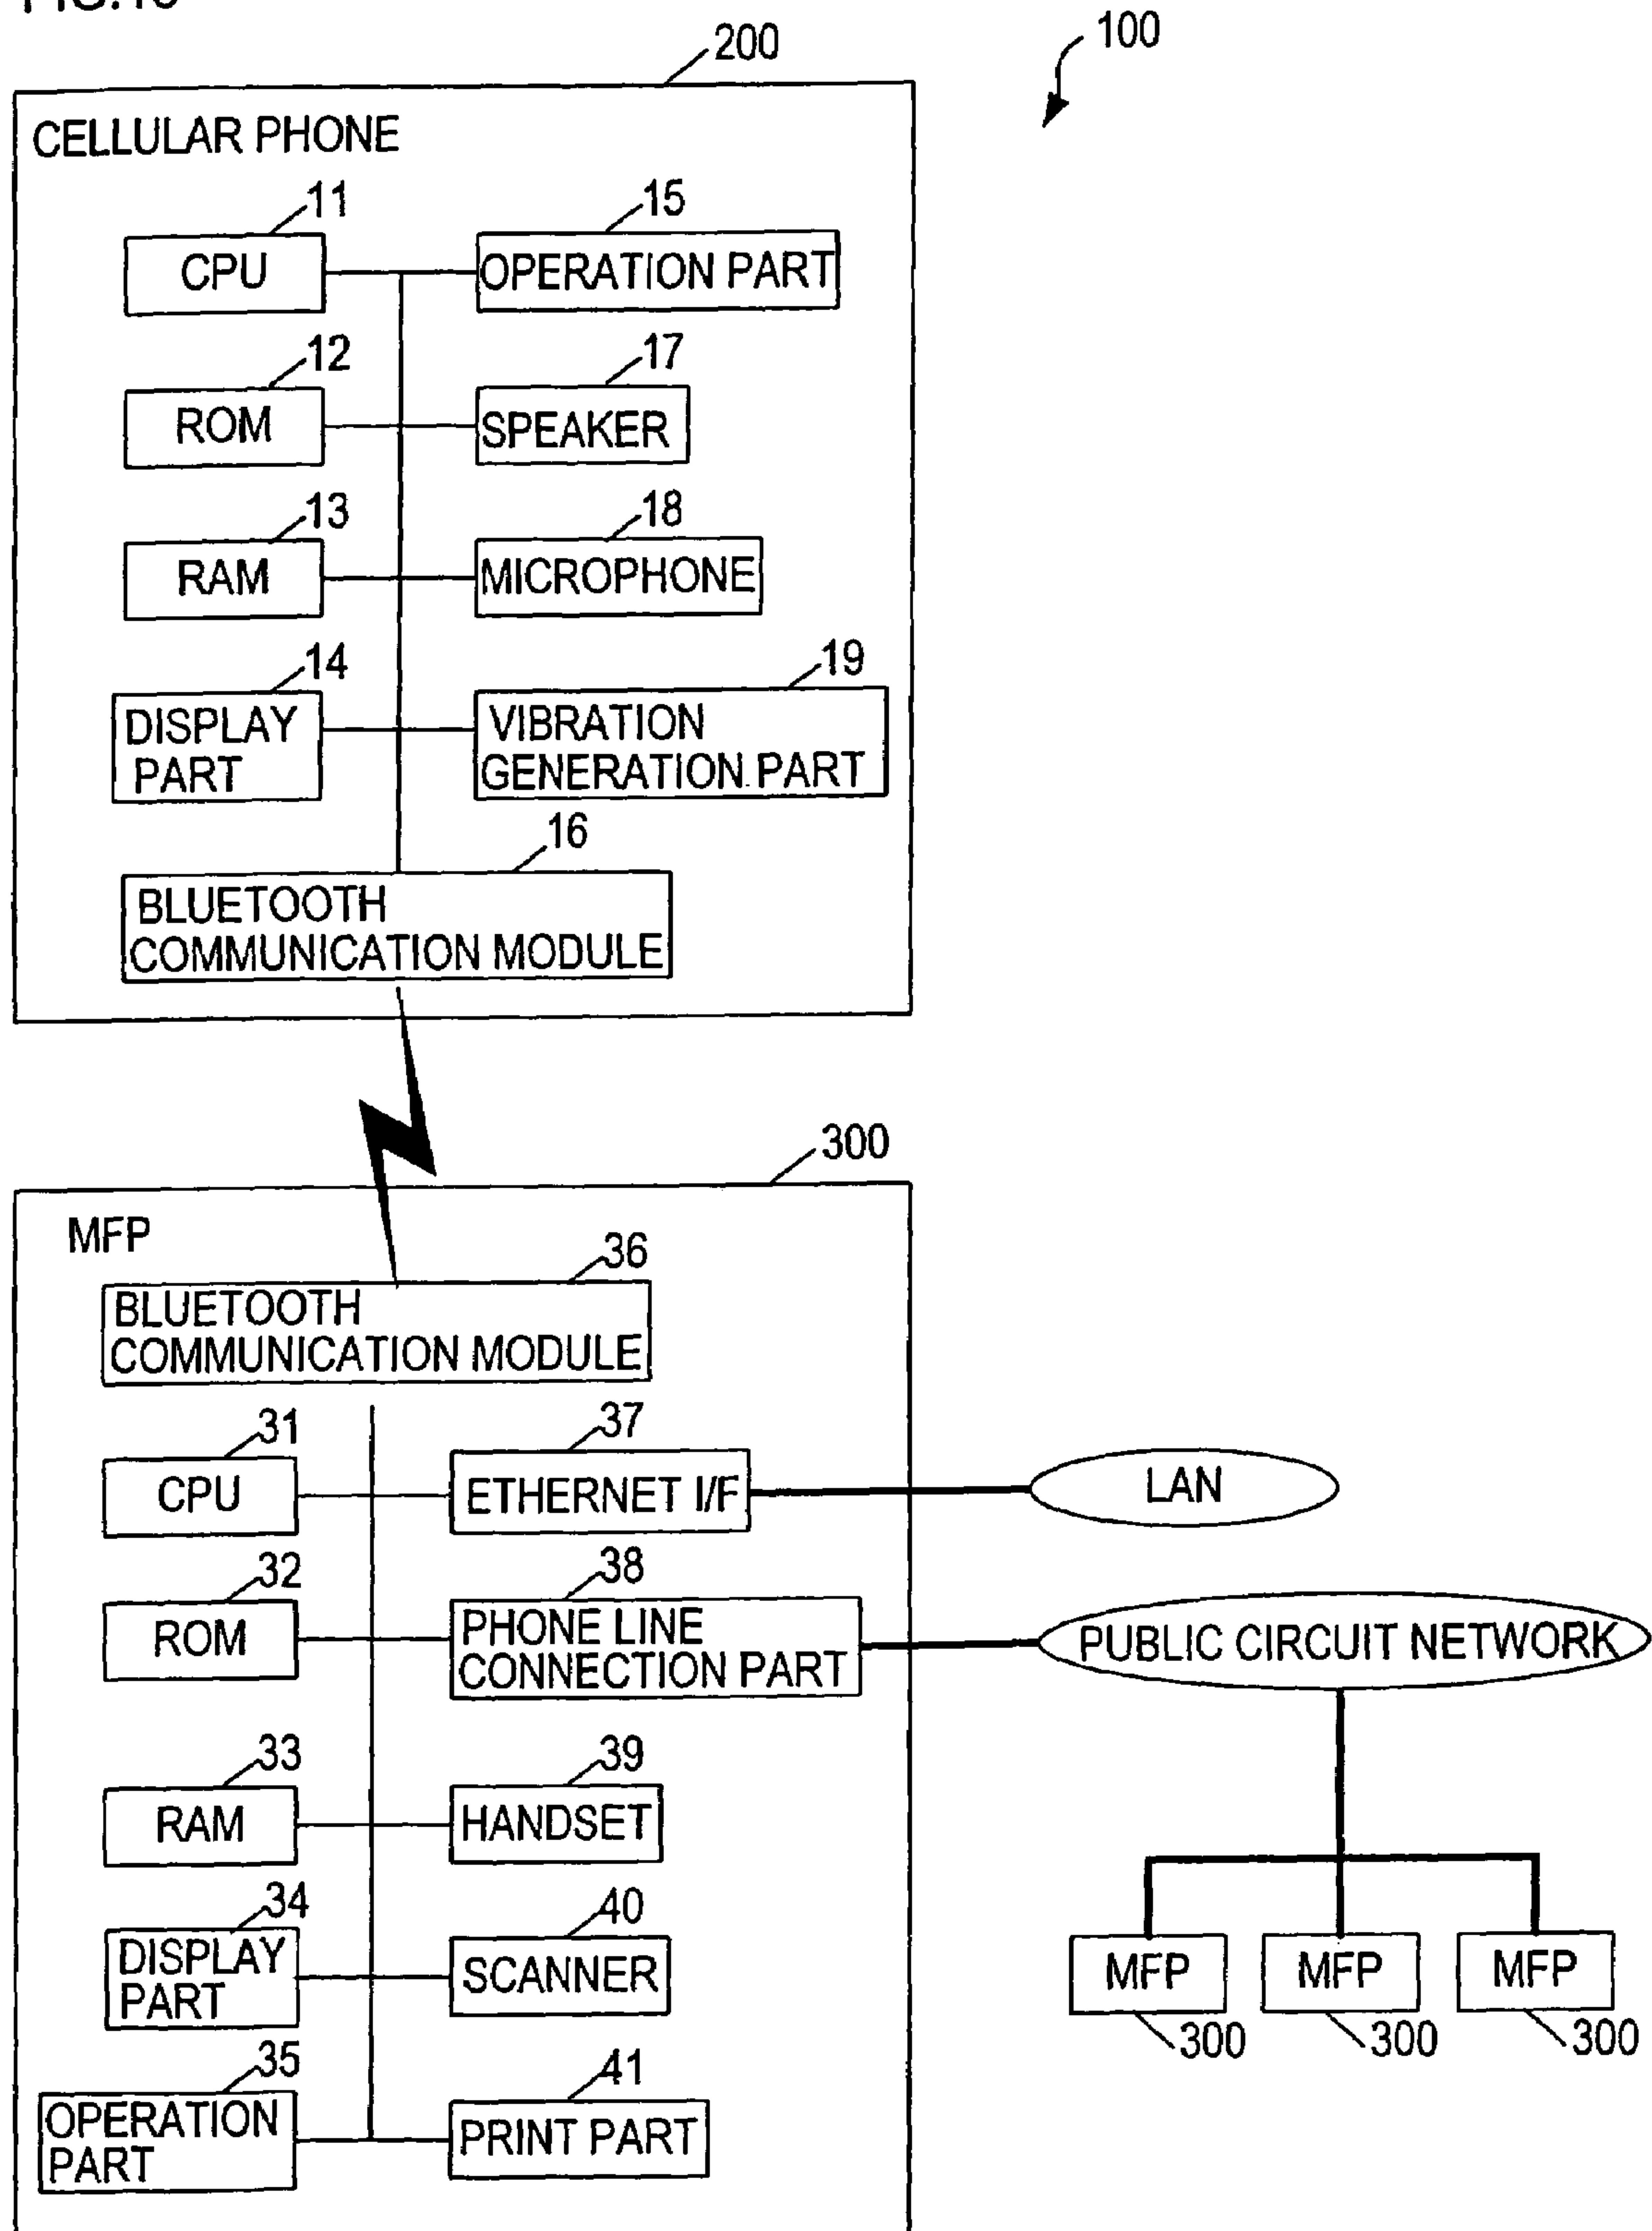 200
100
CELLULAR PHONE
11
15
CPU
OPERATION PART
12
17
ROM
SPEAKER
13
18
RAM
MICROPHONE
14
19
DISPLAY
PART
VIBRATION
GENERATION PART
16
BLUETOOTH
COMMUNICATION MODULE
300
MFP
36
BLUETOOTH
COMMUNICATION MODULE
31
37
CPU
ETHERNET I/F
LAN
32
38
ROM
PHONE LINE
CONNECTION PART
PUBLIC CIRCUIT NETWORK
33
39
RAM
HANDSET
34
40
DISPLAY
PART
SCANNER
MFP
MFP
MFP
300
300
300
35
41
OPERATION
PART
PRINT PART